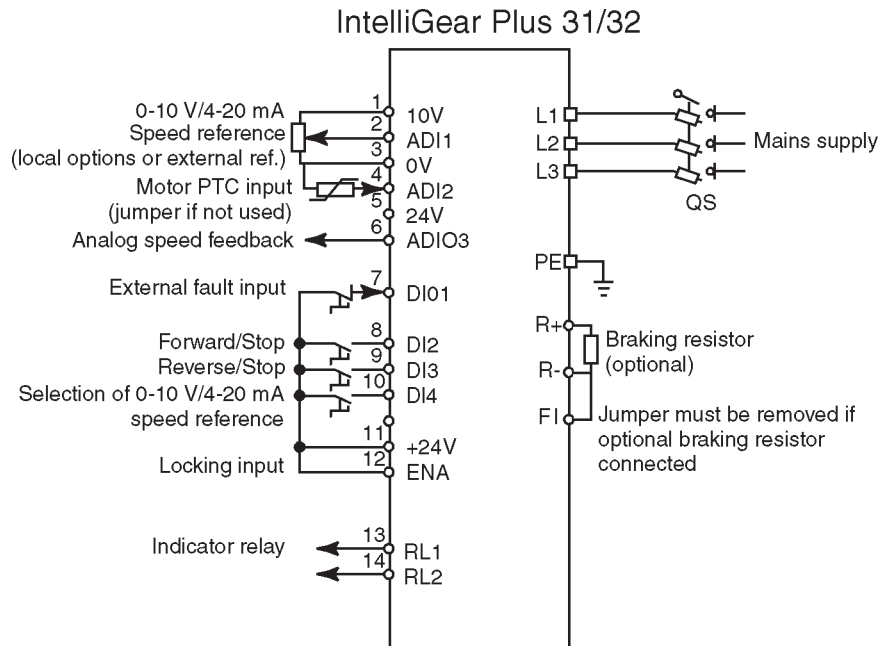 IntelliGear Plus 31/32
0-10 V/4-20 mA
Speed reference
(local options or external ref.)
Motor PTC input
(jumper if not used)
Analog speed feedback
External fault input
Forward/Stop
Reverse/Stop
Selection of 0-10 V/4-20 mA
speed reference
Locking input
Indicator relay
1 10V
2 ADI1
3 0V
4 ADI2
5 24V
6 ADIO3
7 DI01
8 DI2
9 DI3
10 DI4
11 +24V
12 ENA
13 RL1
14 RL2
L1
L2
L3
Mains supply
QS
PE
R+
R-
FI
Braking resistor
(optional)
Jumper must be removed if
optional braking resistor
connected